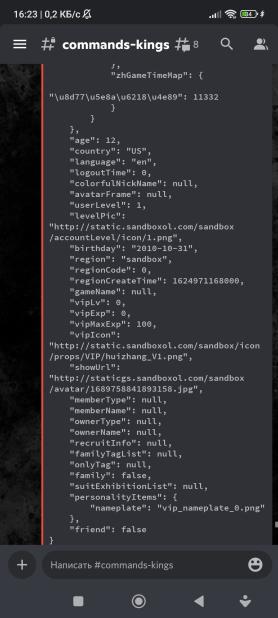 16:23 | 0,2 КБ/с
commands-kings 8
},
"zhGameTimeMap": {
"\u8d77\u5e8a\u6218\u4e89": 11332
}
}
},
"age": 12,
"country": "US",
"language": "en",
"logoutTime": 0,
"colorfulNickName": null,
"avatarFrame": null,
"userLevel": 1,
"levelPic":
"http://static.sandboxol.com/sandbox
/accountLevel/icon/1.png",
"birthday": "2010-10-31",
"region": "sandbox",
"regionCode": 0,
"regionCreateTime": 1624971168000,
"gameName": null,
"vipLv": 0,
"vipExp": 0,
"vipMaxExp": 100,
"vipIcon":
"http://static.sandboxol.com/sandbox/icon
/props/VIP/huizhang_V1.png",
"showUrl":
"http://staticgs.sandboxol.com/sandbox
/avatar/1689758841893158.jpg",
"memberType": null,
"memberName": null,
"ownerType": null,
"ownerName": null,
"recruitInfo": null,
"familyTagList": null,
"onlyTag": null,
"family": false,
"suitExhibitionList": null,
"personalityItems": {
"nameplate": "vip_nameplate_0.png"
},
"friend": false
}
Написать #commands-kings